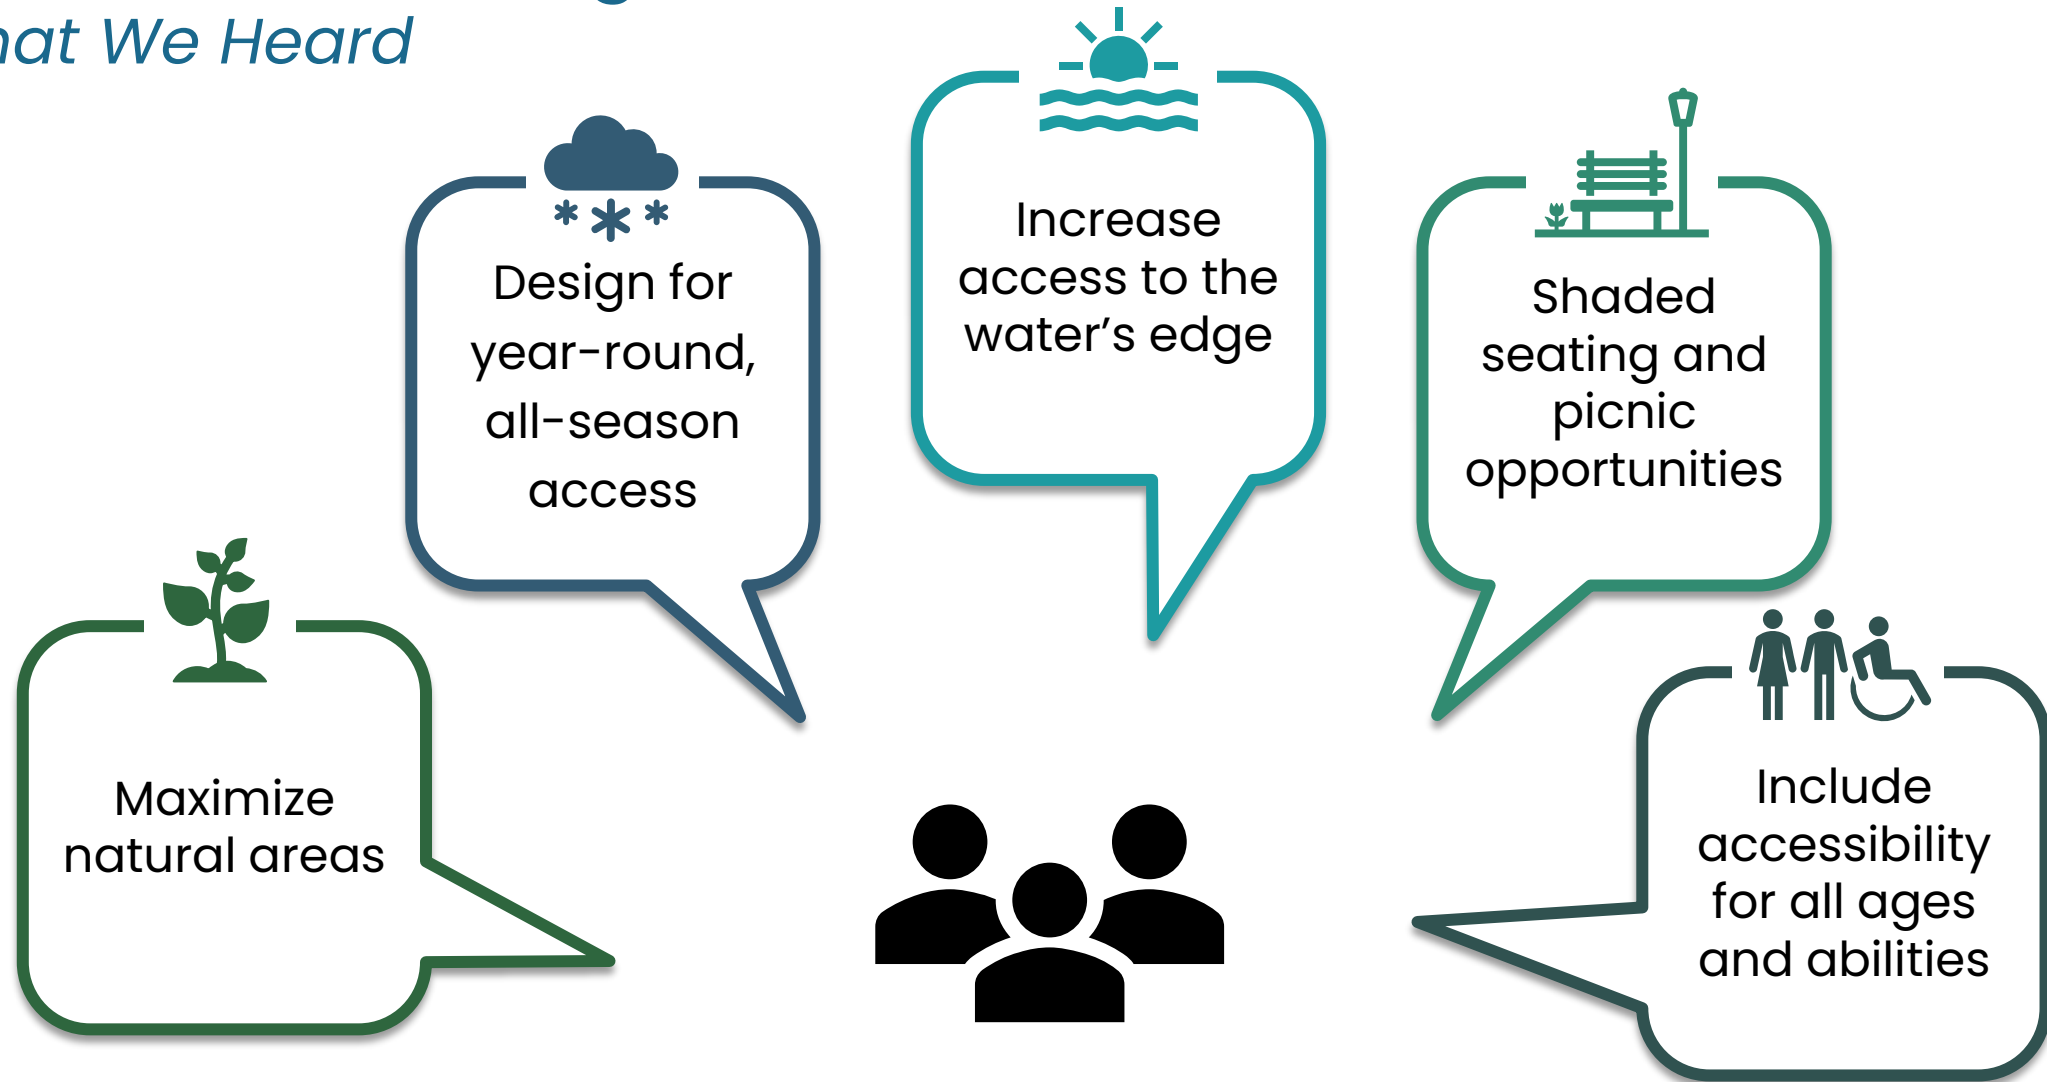 We Heard
Design for
year-round,
all-season
access
Increase
access to the
water's edge
Shaded
seating and
picnic
opportunities
Maximize
natural areas
Include
accessibility
for all ages
and abilities